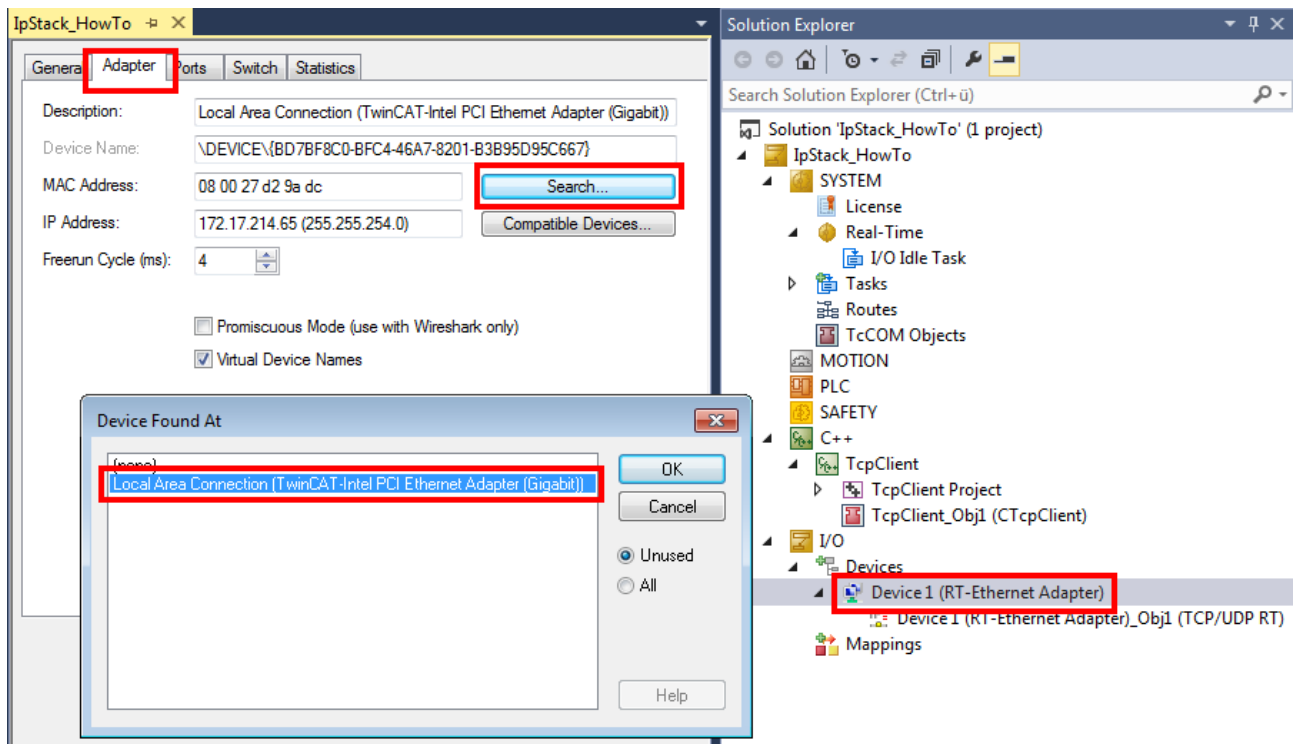 IpStack_HowTo
Genera Adapter Ports Switch Statistics
Description: Local Area Connection (TwinCAT-Intel PCI Ethernet Adapter (Gigabit))
Device Name: \DEVICE\{BD7BF8C0-BFC4-46A7-8201-B3B95D95C667}
MAC Address: 08 00 27 d2 9a dc Search...
IP Address: 172.17.214.65 (255.255.254.0) Compatible Devices...
Freerun Cycle (ms): 4
Promiscuous Mode (use with Wireshark only)
Virtual Device Names
Device Found At
(none)
Local Area Connection (TwinCAT-Intel PCI Ethernet Adapter (Gigabit))
OK
Cancel
Unused
All
Help
Solution Explorer
Search Solution Explorer (Ctrl+ü)
Solution 'IpStack_HowTo' (1 project)
IpStack_HowTo
SYSTEM
License
Real-Time
I/O Idle Task
Tasks
Routes
TcCOM Objects
MOTION
PLC
SAFETY
C++
TcpClient
TcpClient Project
TcpClient_Obj1 (CTcpClient)
I/O
Devices
Device 1 (RT-Ethernet Adapter)
Device 1 (RT-Ethernet Adapter)_Obj1 (TCP/UDP RT)
Mappings